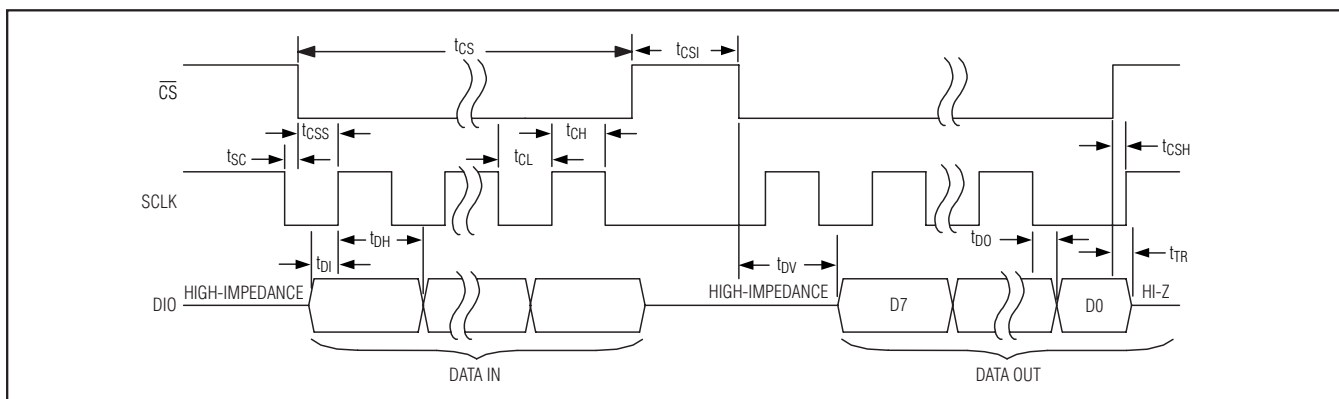 tCS
tCSI
CS
tCSS
tCH
tSC
tCL
tCSH
SCLK
tDH
tDO
tDI
tDV
tTR
HIGH-IMPEDANCE
HIGH-IMPEDANCE
HI-Z
DIO
D7
D0
DATA IN
DATA OUT